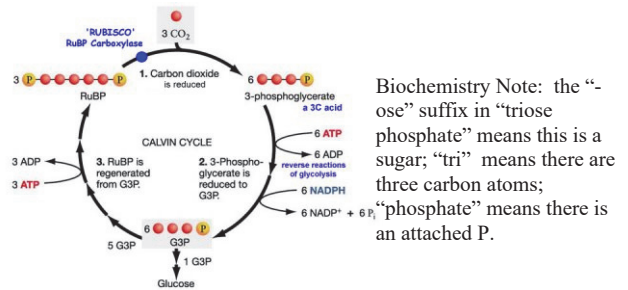 'RUBISCO'
RuBP Carboxylase
3 CO₂
3 P P
RuBP
1. Carbon dioxide
is reduced
6 P
3-phosphoglycerate
a 3C acid
CALVIN CYCLE
6 ATP
6 ADP
reverse reactions
of glycolysis
6 NADPH
6 NADP⁺ + 6 Pᵢ
2. 3-Phospho-
glycerate is
reduced to
G3P.
3. RuBP is
regenerated
from G3P.
3 ADP
3 ATP
6 P
G3P
5 G3P
1 G3P
Glucose
Biochemistry Note: the “-
ose” suffix in “triose
phosphate” means this is a
sugar; “tri” means there are
three carbon atoms;
“phosphate” means there is
an attached P.